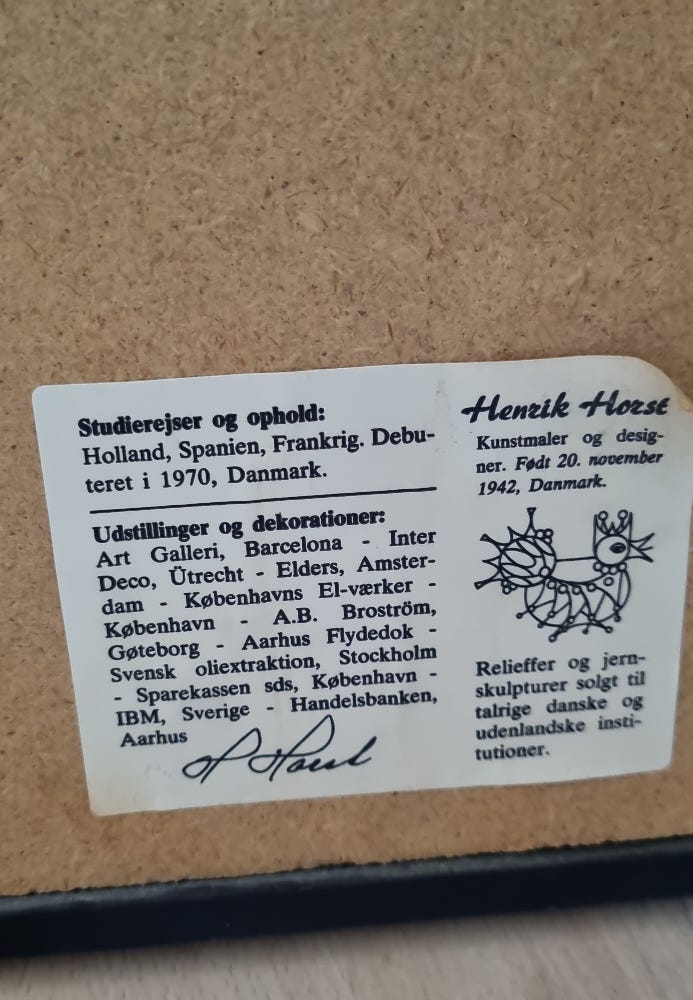 Studierejser og ophold:
Holland, Spanien, Frankrig. Debu-
teret i 1970, Danmark.
Udstillinger og dekorationer:
Art Galleri, Barcelona - Inter
Deco, Ütrecht - Elders, Amster-
dam - Københavns El-værker -
København - A.B. Broström,
Gøteborg - Aarhus Flydedok -
Svensk oliextraktion, Stockholm
- Sparekassen sds, København -
IBM, Sverige - Handelsbanken,
Aarhus
H Horst
Henrik Horst
Kunstmaler og desig-
ner. Født 20. november
1942, Danmark.
Relieffer og jern-
skulpturer solgt til
talrige danske og
udenlandske insti-
tutioner.